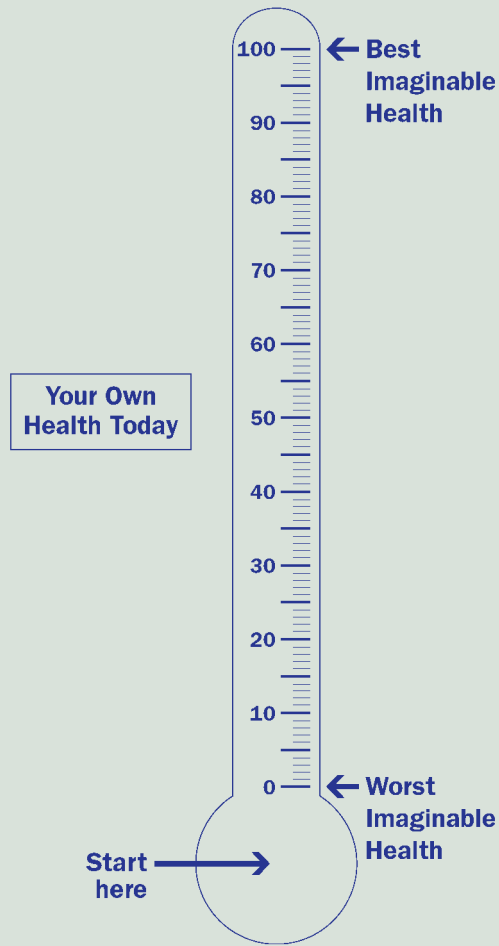 100
Best
Imaginable
Health
90
80
70
60
Your Own
Health Today
50
40
30
20
10
0
Worst
Imaginable
Health
Start
here